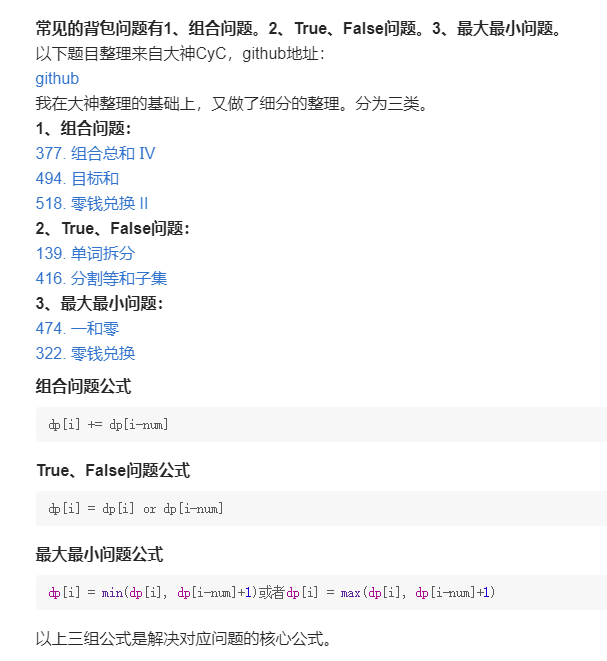 常见的背包问题有1、组合问题。2、True、False问题。3、最大最小问题。
以下题目整理来自大神CyC，github地址：
github
我在大神整理的基础上，又做了细分的整理。分为三类。
1、组合问题：
377. 组合总和 Ⅳ
494. 目标和
518. 零钱兑换 II
2、True、False问题：
139. 单词拆分
416. 分割等和子集
3、最大最小问题：
474. 一和零
322. 零钱兑换
组合问题公式
dp[i] += dp[i-num]
True、False问题公式
dp[i] = dp[i] or dp[i-num]
最大最小问题公式
dp[i] = min(dp[i], dp[i-num]+1)或者dp[i] = max(dp[i], dp[i-num]+1)
以上三组公式是解决对应问题的核心公式。